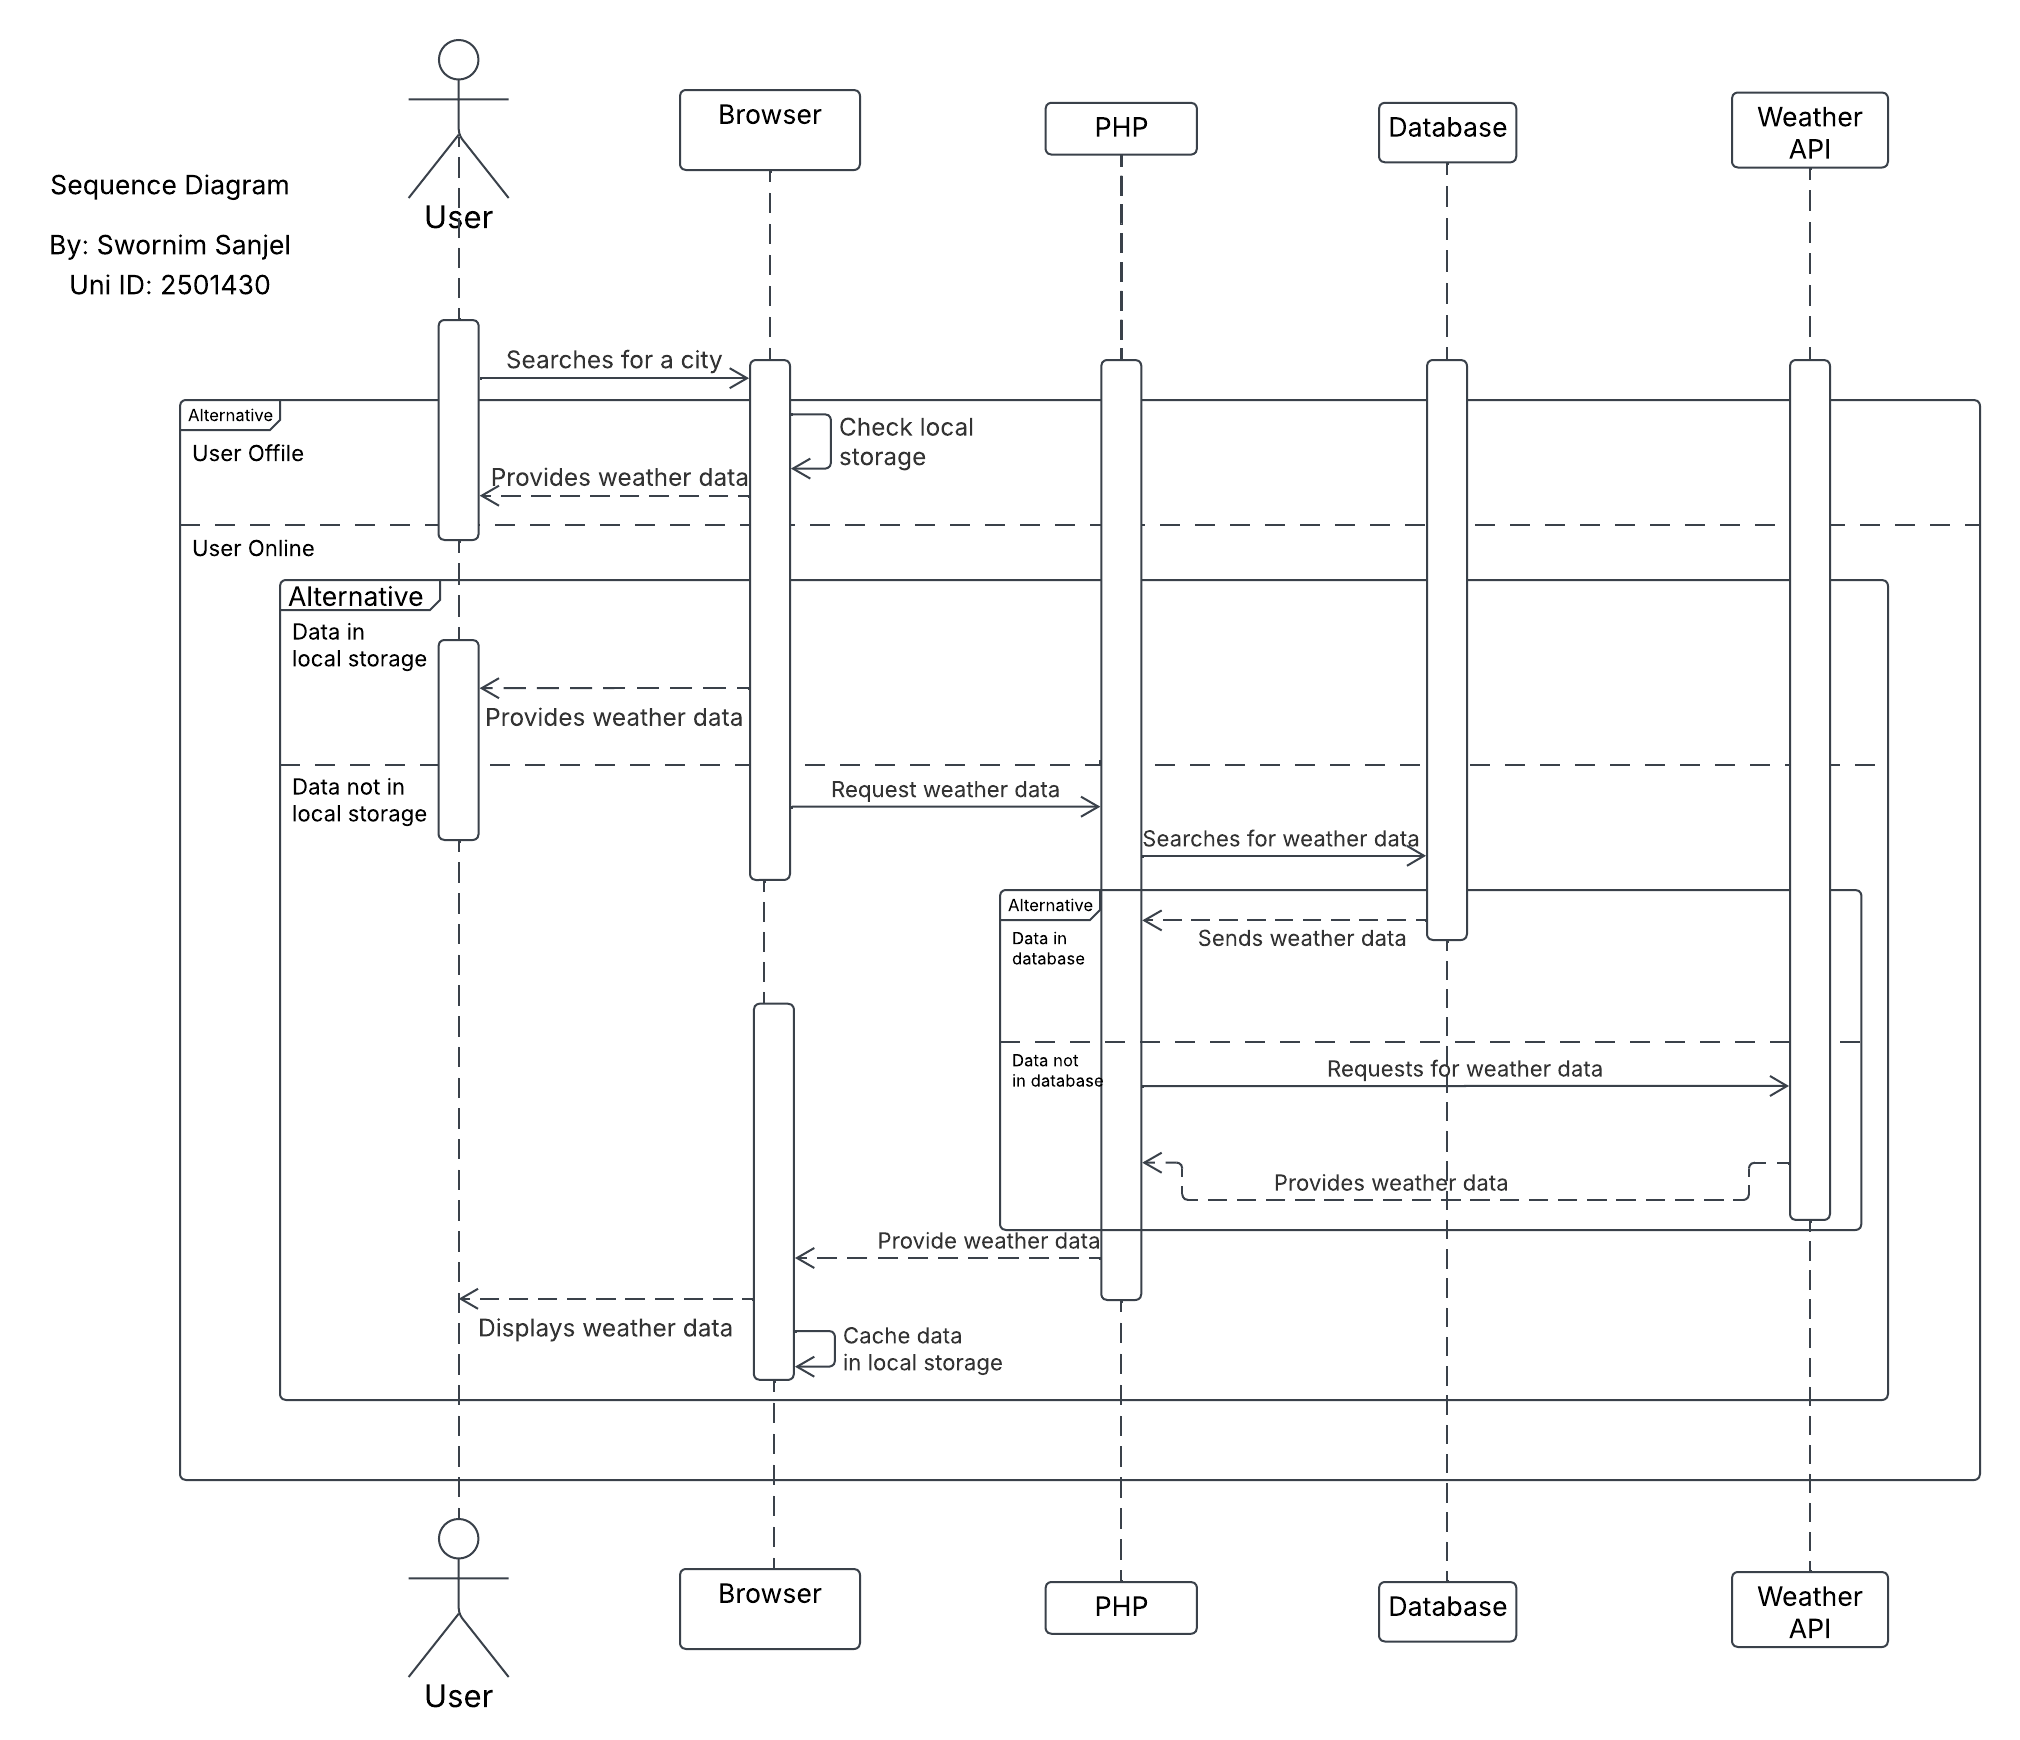 Browser
PHP
Database
Weather
API
Sequence Diagram
User
By: Swornim Sanjel
Uni ID: 2501430
Searches for a city
Alternative
User Offile
Check local
storage
Provides weather data
User Online
Alternative
Data in
local storage
Provides weather data
Data not in
local storage
Request weather data
Searches for weather data
Alternative
Data in
database
Sends weather data
Data not
in database
Requests for weather data
Provides weather data
Provide weather data
Displays weather data
Cache data
in local storage
Browser
PHP
Database
Weather
API
User